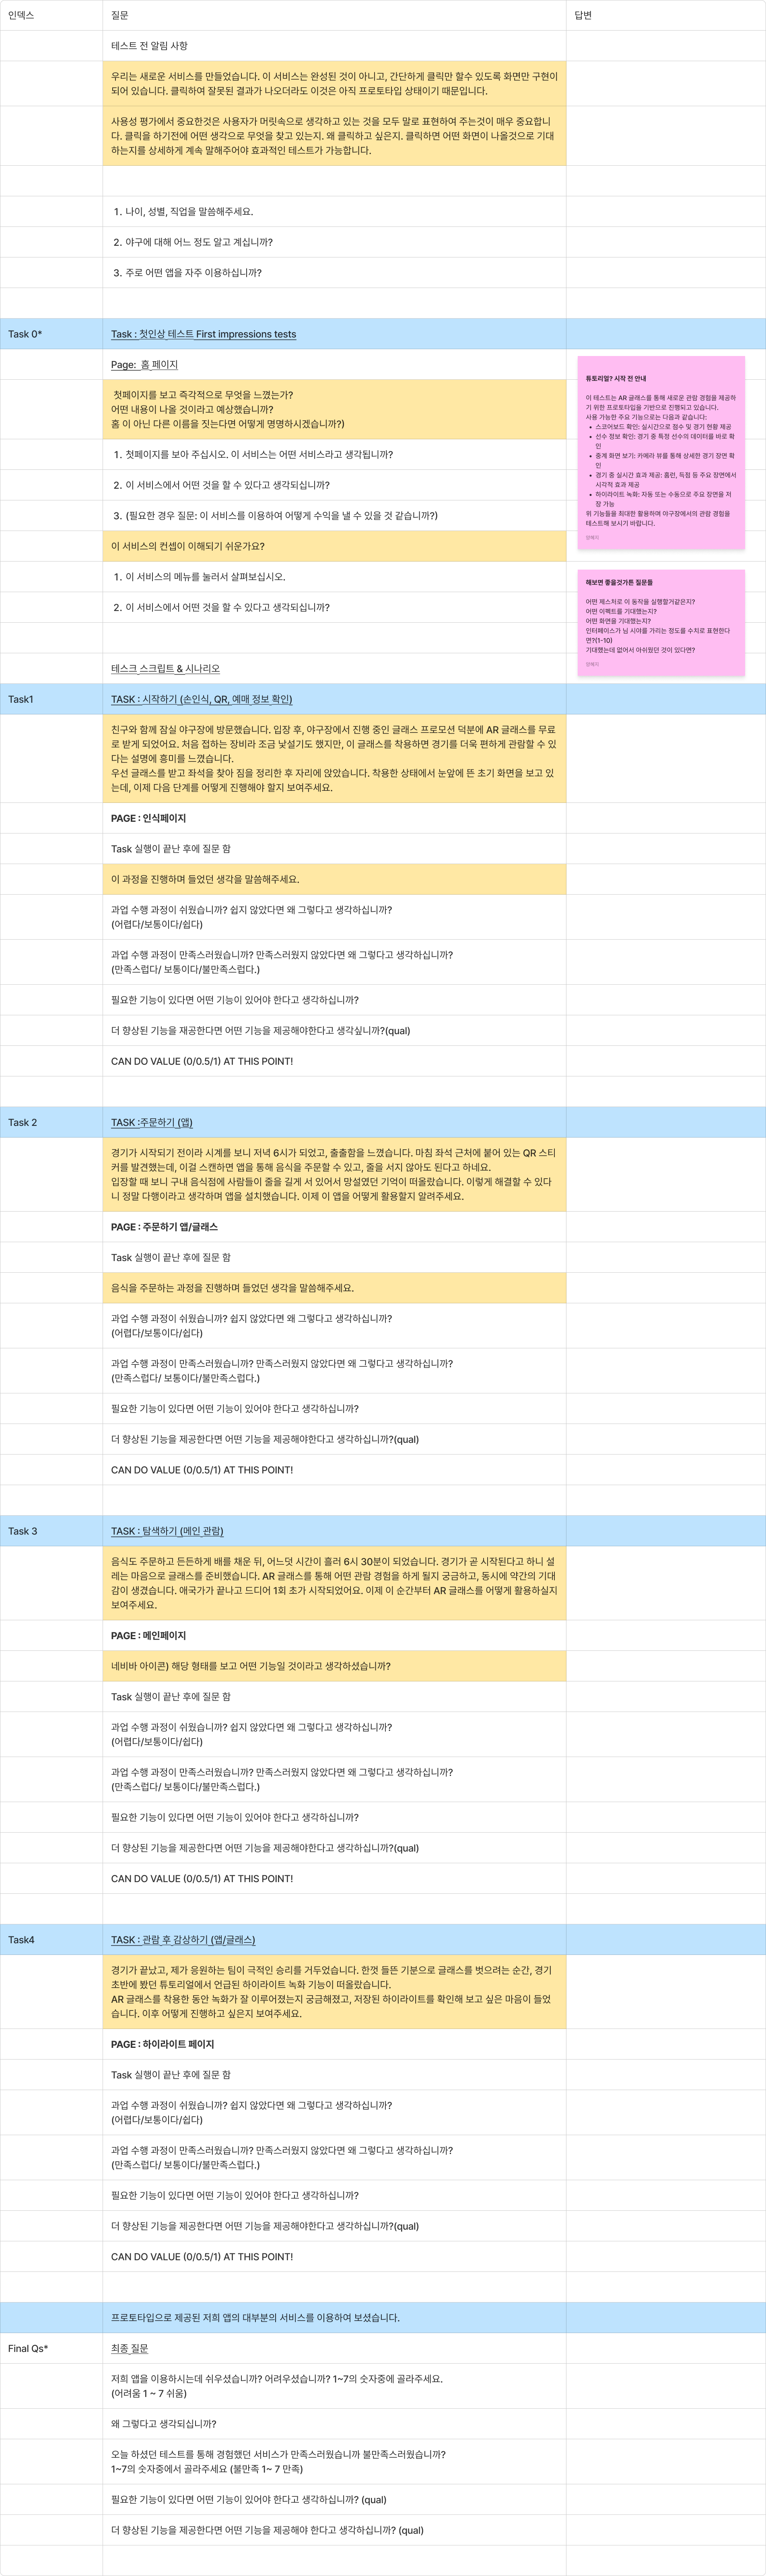 인덱스
질문
답변
테스트 전 알림 사항
우리는 새로운 서비스를 만들었습니다. 이 서비스는 완성된 것이 아니고, 간단하게 클릭만 할수 있도록 화면만 구현이
되어 있습니다. 클릭하여 잘못된 결과가 나오더라도 이것은 아직 프로토타입 상태이기 때문입니다.
사용성 평가에서 중요한것은 사용자가 머릿속으로 생각하고 있는 것을 모두 말로 표현하여 주는것이 매우 중요합니
다. 클릭을 하기전에 어떤 생각으로 무엇을 찾고 있는지. 왜 클릭하고 싶은지. 클릭하면 어떤 화면이 나올것으로 기대
하는지를 상세하게 계속 말해주어야 효과적인 테스트가 가능합니다.
1. 나이, 성별, 직업을 말씀해주세요.
2. 야구에 대해 어느 정도 알고 계십니까?
3. 주로 어떤 앱을 자주 이용하십니까?
Task 0*
Task : 첫인상 테스트 First impressions tests
Page: 홈 페이지
첫페이지를 보고 즉각적으로 무엇을 느꼈는가?
어떤 내용이 나올 것이라고 예상했습니까?
홈 이 아닌 다른 이름을 짓는다면 어떻게 명명하시겠습니까?)
1. 첫페이지를 보아 주십시오. 이 서비스는 어떤 서비스라고 생각됩니까?
2. 이 서비스에서 어떤 것을 할 수 있다고 생각되십니까?
3. (필요한 경우 질문: 이 서비스를 이용하여 어떻게 수익을 낼 수 있을 것 같습니까?)
이 서비스의 컨셉이 이해되기 쉬운가요?
1. 이 서비스의 메뉴를 눌러서 살펴보십시오.
2. 이 서비스에서 어떤 것을 할 수 있다고 생각되십니까?
튜토리얼? 시작 전 안내
이 테스트는 AR 글래스를 통해 새로운 관람 경험을 제공하
기 위한 프로토타입을 기반으로 진행되고 있습니다.
사용 가능한 주요 기능으로는 다음과 같습니다:
• 스코어보드 확인: 실시간으로 점수 및 경기 현황 제공
• 선수 정보 확인: 경기 중 특정 선수의 데이터를 바로 확
인
• 중계 화면 보기: 카메라 뷰를 통해 상세한 경기 장면 확
인
• 경기 중 실시간 효과 제공: 홈런, 득점 등 주요 장면에서
시각적 효과 제공
• 하이라이트 녹화: 자동 또는 수동으로 주요 장면을 저
장 가능
위 기능들을 최대한 활용하며 야구장에서의 관람 경험을
테스트해 보시기 바랍니다.
해보면 좋을것가튼 질문들
어떤 제스처로 이 동작을 실행할거같은지?
어떤 이펙트를 기대했는지?
어떤 화면을 기대했는지?
인터페이스가 님 시야를 가리는 정도를 수치로 표현한다
면?(1-10)
기대했는데 없어서 아쉬웠던 것이 있다면?
테스크 스크립트 & 시나리오
Task1
TASK : 시작하기 (손인식, QR, 예매 정보 확인)
친구와 함께 잠실 야구장에 방문했습니다. 입장 후, 야구장에서 진행 중인 글래스 프로모션 덕분에 AR 글래스를 무료
로 받게 되었어요. 처음 접하는 장비라 조금 낯설기도 했지만, 이 글래스를 착용하면 경기를 더욱 편하게 관람할 수 있
다는 설명에 흥미를 느꼈습니다.
우선 글래스를 받고 좌석을 찾아 짐을 정리한 후 자리에 앉았습니다. 착용한 상태에서 눈앞에 뜬 초기 화면을 보고 있
는데, 이제 다음 단계를 어떻게 진행해야 할지 보여주세요.
PAGE : 인식페이지
Task 실행이 끝난 후에 질문 함
이 과정을 진행하며 들었던 생각을 말씀해주세요.
과업 수행 과정이 쉬웠습니까? 쉽지 않았다면 왜 그렇다고 생각하십니까?
(어렵다/보통이다/쉽다)
과업 수행 과정이 만족스러웠습니까? 만족스러웠지 않았다면 왜 그렇다고 생각하십니까?
(만족스럽다/ 보통이다/불만족스럽다.)
필요한 기능이 있다면 어떤 기능이 있어야 한다고 생각하십니까?
더 향상된 기능을 재공한다면 어떤 기능을 제공해야한다고 생각싶니까?(qual)
CAN DO VALUE (0/0.5/1) AT THIS POINT!
Task 2
TASK :주문하기 (앱)
경기가 시작되기 전이라 시계를 보니 저녁 6시가 되었고, 출출함을 느꼈습니다. 마침 좌석 근처에 붙어 있는 QR 스티
커를 발견했는데, 이걸 스캔하면 앱을 통해 음식을 주문할 수 있고, 줄을 서지 않아도 된다고 하네요.
입장할 때 보니 구내 음식점에 사람들이 줄을 길게 서 있어서 망설였던 기억이 떠올랐습니다. 이렇게 해결할 수 있다
니 정말 다행이라고 생각하며 앱을 설치했습니다. 이제 이 앱을 어떻게 활용할지 알려주세요.
PAGE : 주문하기 앱/글래스
Task 실행이 끝난 후에 질문 함
음식을 주문하는 과정을 진행하며 들었던 생각을 말씀해주세요.
과업 수행 과정이 쉬웠습니까? 쉽지 않았다면 왜 그렇다고 생각하십니까?
(어렵다/보통이다/쉽다)
과업 수행 과정이 만족스러웠습니까? 만족스러웠지 않았다면 왜 그렇다고 생각하십니까?
(만족스럽다/ 보통이다/불만족스럽다.)
필요한 기능이 있다면 어떤 기능이 있어야 한다고 생각하십니까?
더 향상된 기능을 제공한다면 어떤 기능을 제공해야한다고 생각하십니까?(qual)
CAN DO VALUE (0/0.5/1) AT THIS POINT!
Task 3
TASK : 탐색하기 (메인 관람)
음식도 주문하고 든든하게 배를 채운 뒤, 어느덧 시간이 흘러 6시 30분이 되었습니다. 경기가 곧 시작된다고 하니 설
레는 마음으로 글래스를 준비했습니다. AR 글래스를 통해 어떤 관람 경험을 하게 될지 궁금하고, 동시에 약간의 기대
감이 생겼습니다. 애국가가 끝나고 드디어 1회 초가 시작되었어요. 이제 이 순간부터 AR 글래스를 어떻게 활용하실지
보여주세요.
PAGE : 메인페이지
네비바 아이콘) 해당 형태를 보고 어떤 기능일 것이라고 생각하셨습니까?
Task 실행이 끝난 후에 질문 함
과업 수행 과정이 쉬웠습니까? 쉽지 않았다면 왜 그렇다고 생각하십니까?
(어렵다/보통이다/쉽다)
과업 수행 과정이 만족스러웠습니까? 만족스러웠지 않았다면 왜 그렇다고 생각하십니까?
(만족스럽다/ 보통이다/불만족스럽다.)
필요한 기능이 있다면 어떤 기능이 있어야 한다고 생각하십니까?
더 향상된 기능을 제공한다면 어떤 기능을 제공해야한다고 생각하십니까?(qual)
CAN DO VALUE (0/0.5/1) AT THIS POINT!
Task4
TASK : 관람 후 감상하기 (앱/글래스)
경기가 끝났고, 제가 응원하는 팀이 극적인 승리를 거두었습니다. 한껏 들뜬 기분으로 글래스를 벗으려는 순간, 경기
초반에 봤던 튜토리얼에서 언급된 하이라이트 녹화 기능이 떠올랐습니다.
AR 글래스를 착용한 동안 녹화가 잘 이루어졌는지 궁금해졌고, 저장된 하이라이트를 확인해 보고 싶은 마음이 들었
습니다. 이후 어떻게 진행하고 싶은지 보여주세요.
PAGE : 하이라이트 페이지
Task 실행이 끝난 후에 질문 함
과업 수행 과정이 쉬웠습니까? 쉽지 않았다면 왜 그렇다고 생각하십니까?
(어렵다/보통이다/쉽다)
과업 수행 과정이 만족스러웠습니까? 만족스러웠지 않았다면 왜 그렇다고 생각하십니까?
(만족스럽다/ 보통이다/불만족스럽다.)
필요한 기능이 있다면 어떤 기능이 있어야 한다고 생각하십니까?
더 향상된 기능을 제공한다면 어떤 기능을 제공해야한다고 생각하십니까?(qual)
CAN DO VALUE (0/0.5/1) AT THIS POINT!
프로토타입으로 제공된 저희 앱의 대부분의 서비스를 이용하여 보셨습니다.
Final Qs*
최종 질문
저희 앱을 이용하시는데 쉬우셨습니까? 어려우셨습니까? 1~7의 숫자중에 골라주세요.
(어려움 1 ~ 7 쉬움)
왜 그렇다고 생각되십니까?
오늘 하셨던 테스트를 통해 경험했던 서비스가 만족스러웠습니까 불만족스러웠습니까?
1~7의 숫자중에서 골라주세요 (불만족 1~ 7 만족)
필요한 기능이 있다면 어떤 기능이 있어야 한다고 생각하십니까? (qual)
더 향상된 기능을 제공한다면 어떤 기능을 제공해야 한다고 생각하십니까? (qual)